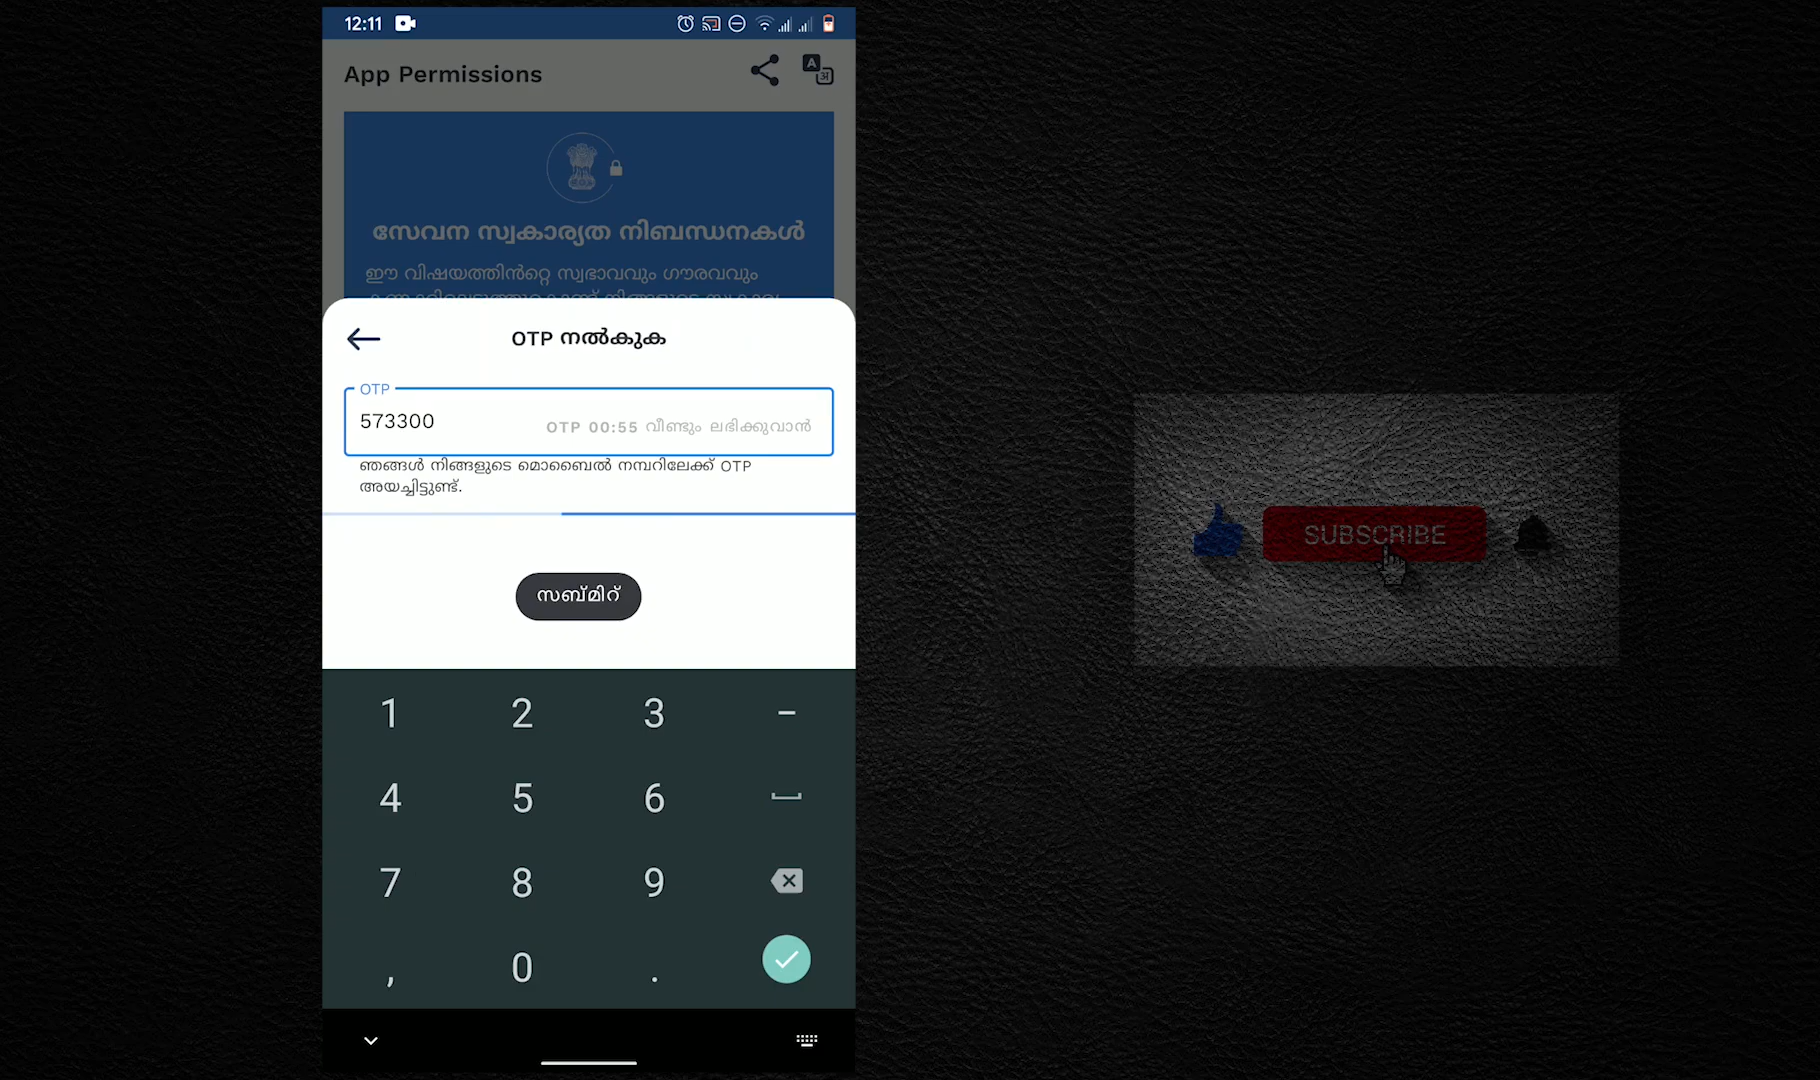 12:11
App Permissions
സേവന സ്വകാര്യത നിബന്ധനകൾ
ഈ വിഷയത്തിൻറ്റെ സ്വഭാവവും ഗൗരവവും
OTP നൽകുക
OTP
573300
OTP 00:55 വീണ്ടും ലഭിക്കുവാൻ
ഞങ്ങൾ നിങ്ങളുടെ മൊബൈൽ നമ്പറിലേക്ക് OTP
അയച്ചിട്ടുണ്ട്.
സബ്മിറ്റ്
SUBSCRIBE
1 2 3 –
4 5 6
7 8 9
, 0 .